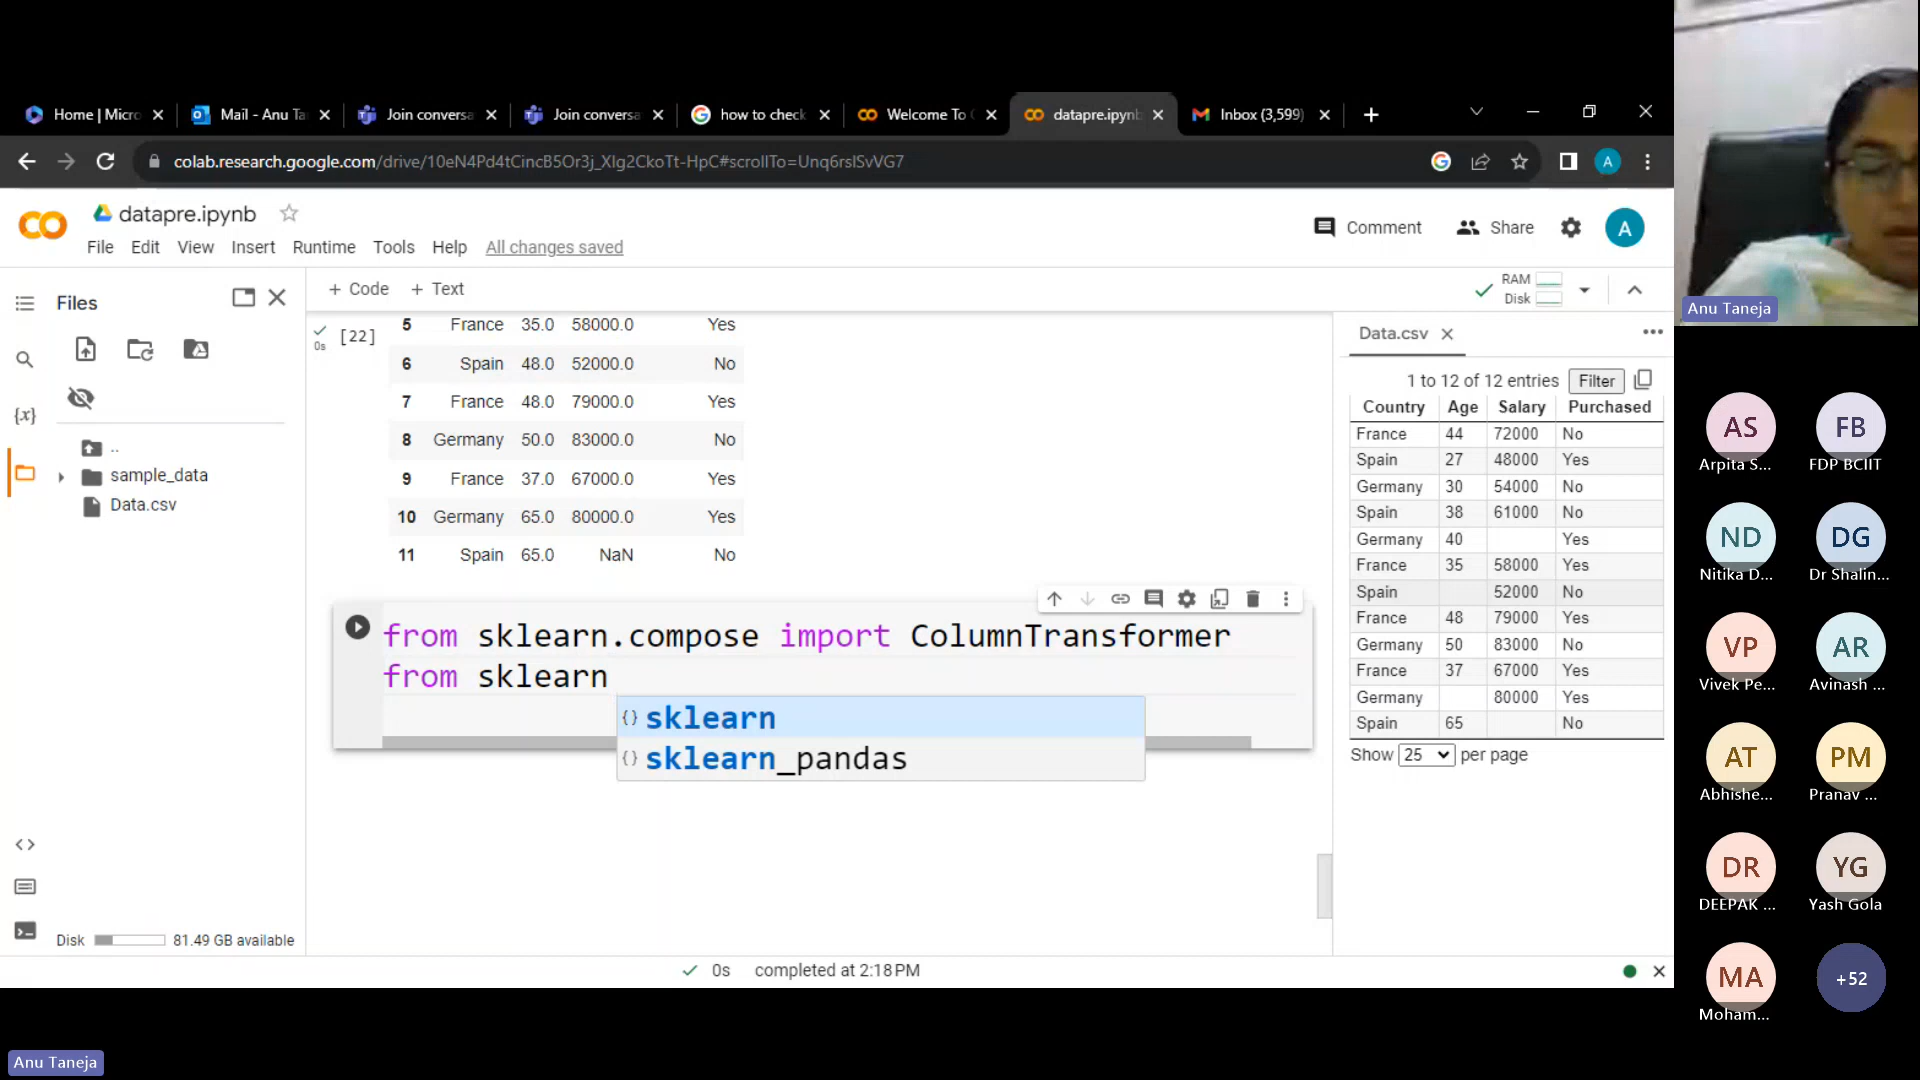 Home | Micro
Mail - Anu Ta
Join conversa
Join conversa
how to check
Welcome To C
datapre.ipynb
Inbox (3,599)
colab.research.google.com/drive/10eN4Pd4tCincB5Or3j_XIg2CkoTt-HpC#scrollTo=Unq6rslSvVG7
A
datapre.ipynb
Comment
Share
A
File Edit View Insert Runtime Tools Help All changes saved
Files
+ Code + Text
RAM
Disk
{x}
..
sample_data
Data.csv
Disk 81.49 GB available
[22]
0s
5 France 35.0 58000.0 Yes
6 Spain 48.0 52000.0 No
7 France 48.0 79000.0 Yes
8 Germany 50.0 83000.0 No
9 France 37.0 67000.0 Yes
10 Germany 65.0 80000.0 Yes
11 Spain 65.0 NaN No
from sklearn.compose import ColumnTransformer
from sklearn
{} sklearn
{} sklearn_pandas
Data.csv
1 to 12 of 12 entries Filter
Country Age Salary Purchased
France 44 72000 No
Spain 27 48000 Yes
Germany 30 54000 No
Spain 38 61000 No
Germany 40 Yes
France 35 58000 Yes
Spain 52000 No
France 48 79000 Yes
Germany 50 83000 No
France 37 67000 Yes
Germany 80000 Yes
Spain 65 No
Show 25 per page
0s completed at 2:18 PM
Anu Taneja
AS FB
Arpita S... FDP BCIIT
ND DG
Nitika D... Dr Shalin...
VP AR
Vivek Pe... Avinash ...
AT PM
Abhishe... Pranav ...
DR YG
DEEPAK ... Yash Gola
MA +52
Moham...
Anu Taneja